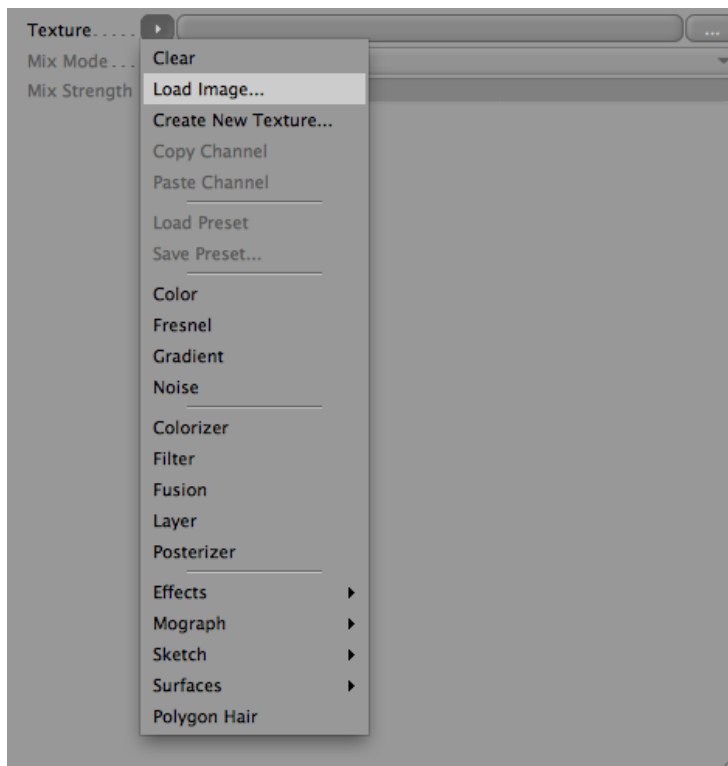 Texture..... ...
Mix Mode...
Mix Strength
Clear
Load Image...
Create New Texture...
Copy Channel
Paste Channel
Load Preset
Save Preset...
Color
Fresnel
Gradient
Noise
Colorizer
Filter
Fusion
Layer
Posterizer
Effects
Mograph
Sketch
Surfaces
Polygon Hair